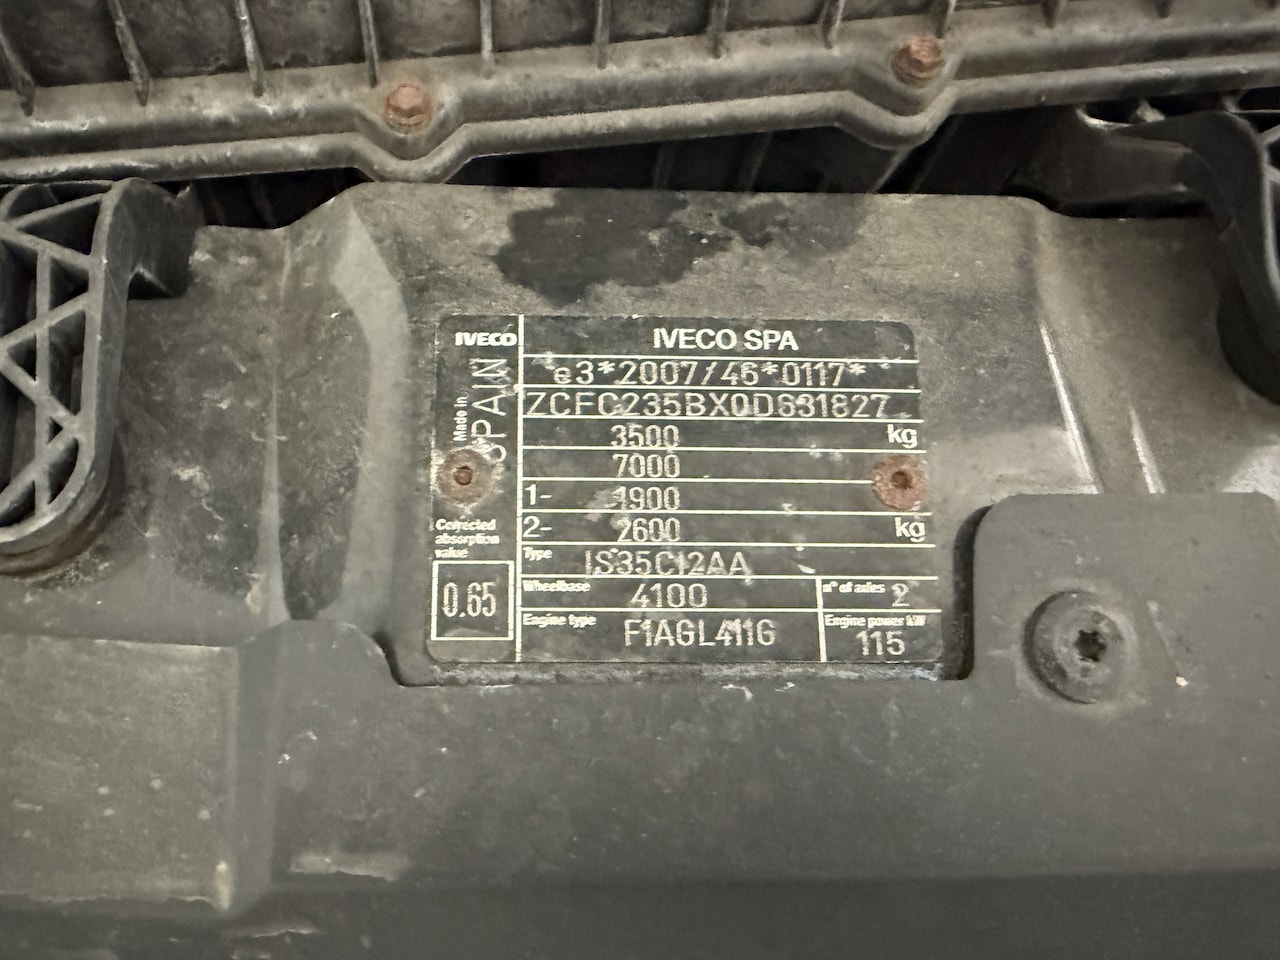 IVECO
IVECO SPA
Made in
SPAIN
e3*2007/46*0117*
ZCFC235BX0D631827
3500 kg
7000
1- 1900
2- 2600 kg
Corrected
absorption
value
0.65
Type IS35CI2AA
Wheelbase 4100 n° of axles 2
Engine type F1AGL411G Engine power kW
115